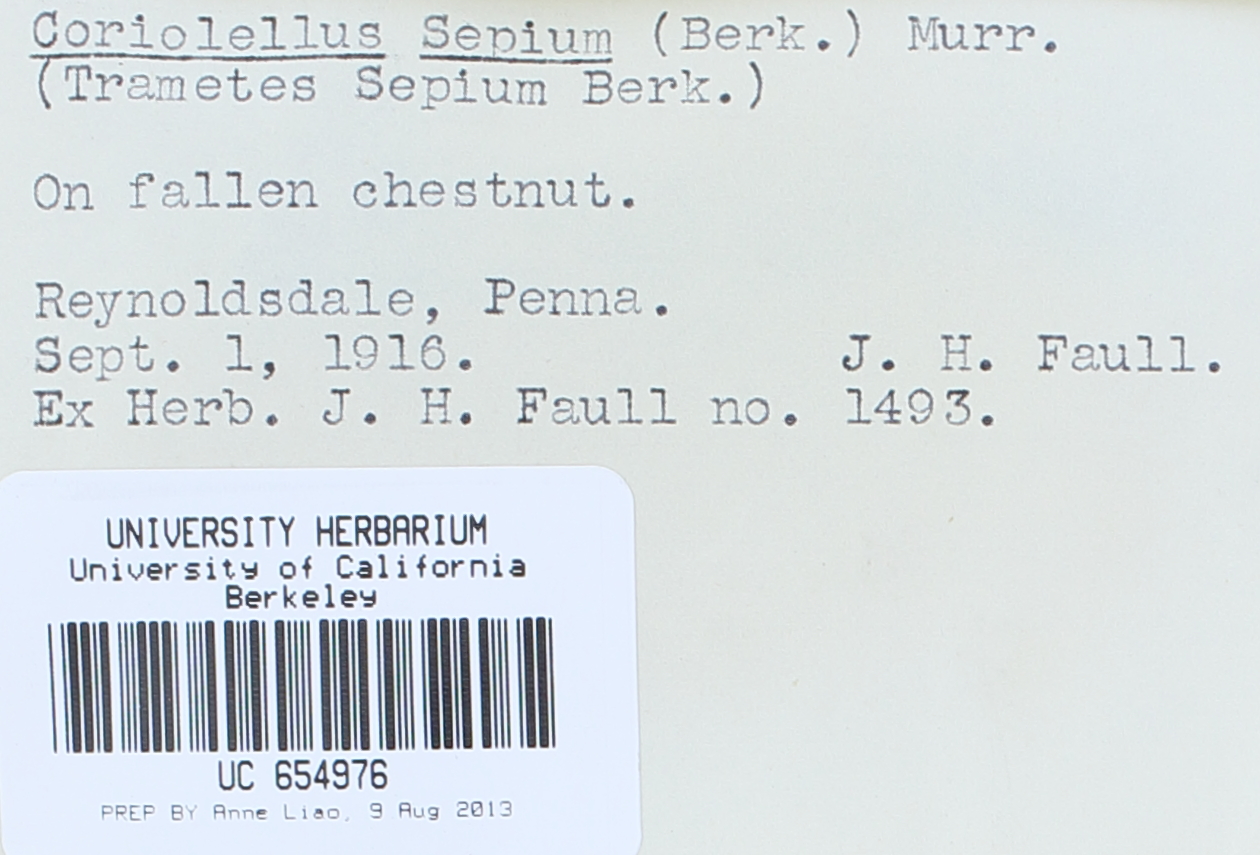 Coriolellus Sepium (Berk.) Murr.
(Trametes Sepium Berk.)
On fallen chestnut.
Reynoldsdale, Penna.
Sept. 1, 1916. J. H. Faull.
Ex Herb. J. H. Faull no. 1493.
UNIVERSITY HERBARIUM
University of California
Berkeley
UC 654976
PREP BY Anne Liao, 9 Aug 2013